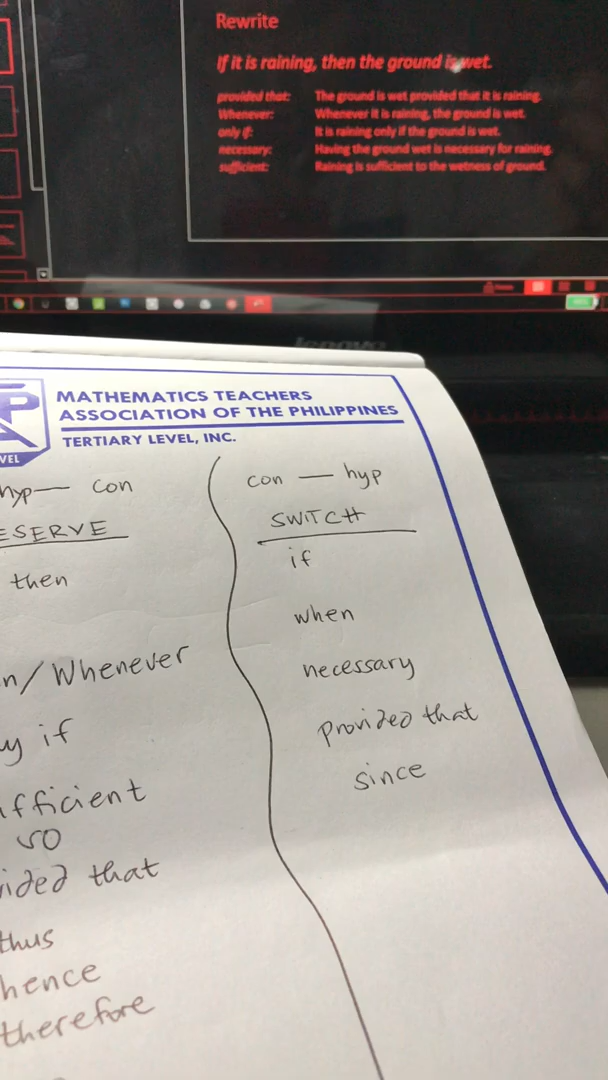 Rewrite
If it is raining, then the ground is wet.
provided that: The ground is wet provided that it is raining.
Whenever: Whenever it is raining, the ground is wet.
only if: It is raining only if the ground is wet.
necessary: Having the ground wet is necessary for raining.
sufficient: Raining is sufficient to the wetness of ground.
lenovo
MATHEMATICS TEACHERS
ASSOCIATION OF THE PHILIPPINES
TERTIARY LEVEL, INC.
VEL
hyp — con
ESERVE
then
n/Whenever
y if
fficient
so
ided that
thus
hence
therefore
con — hyp
SWITCH
if
when
necessary
provided that
since